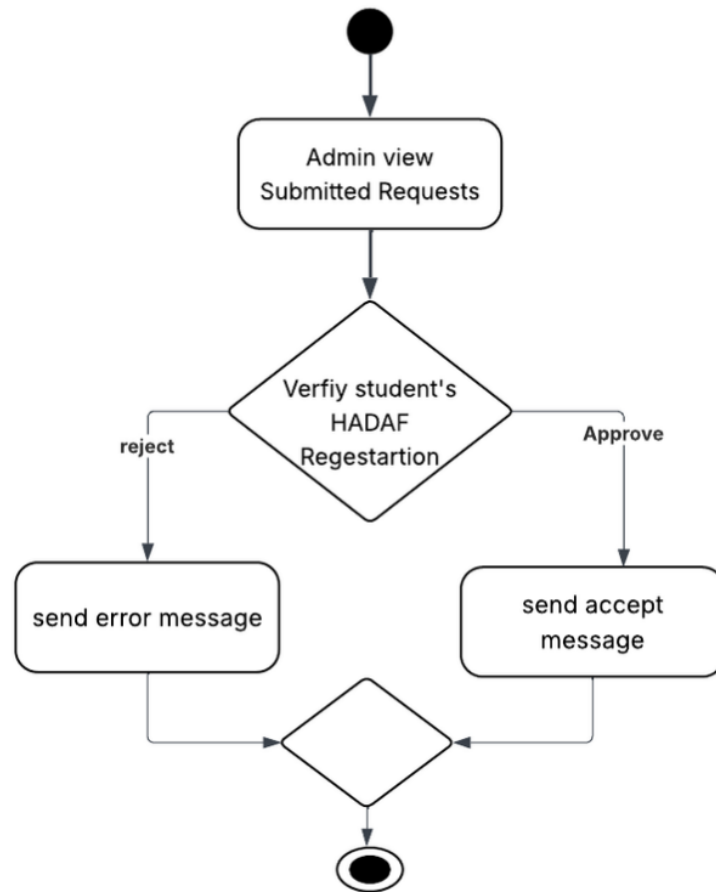 Admin view
Submitted Requests
Verfiy student's
HADAF
Regestartion
reject
Approve
send error message
send accept
message